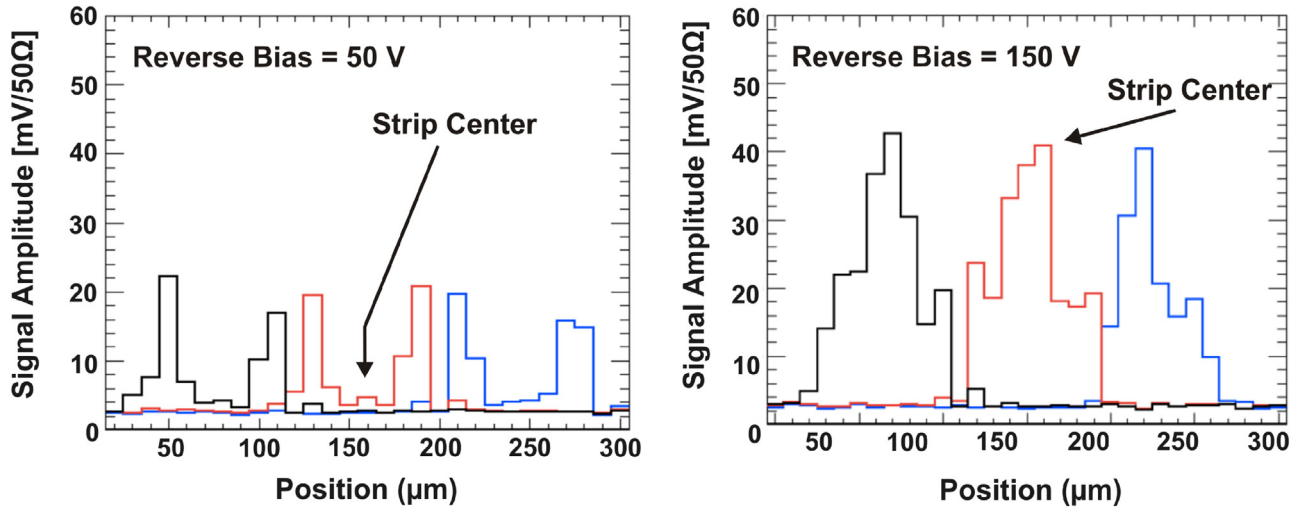 Signal Amplitude [mV/50Ω]
60
50
40
30
20
10
0
Reverse Bias = 50 V
Strip Center
50 100 150 200 250 300
Position (µm)
Signal Amplitude [mV/50Ω]
60
50
40
30
20
10
0
Reverse Bias = 150 V
Strip Center
50 100 150 200 250 300
Position (µm)